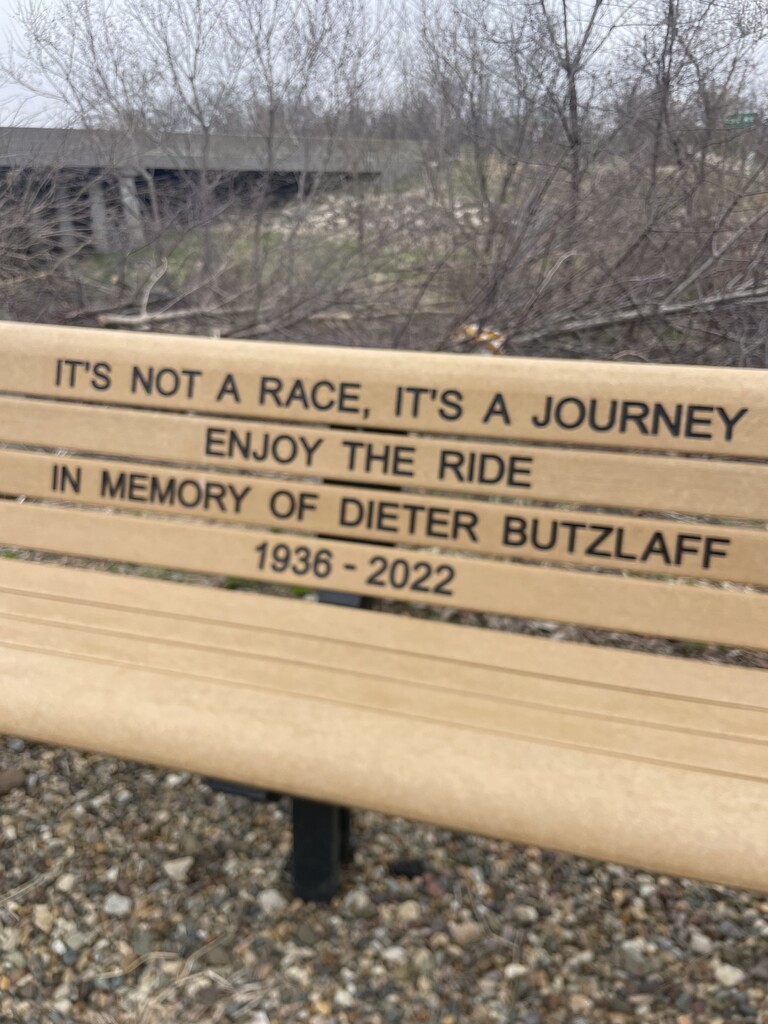 IT'S NOT A RACE, IT'S A JOURNEY
ENJOY THE RIDE
IN MEMORY OF DIETER BUTZLAFF
1936 - 2022